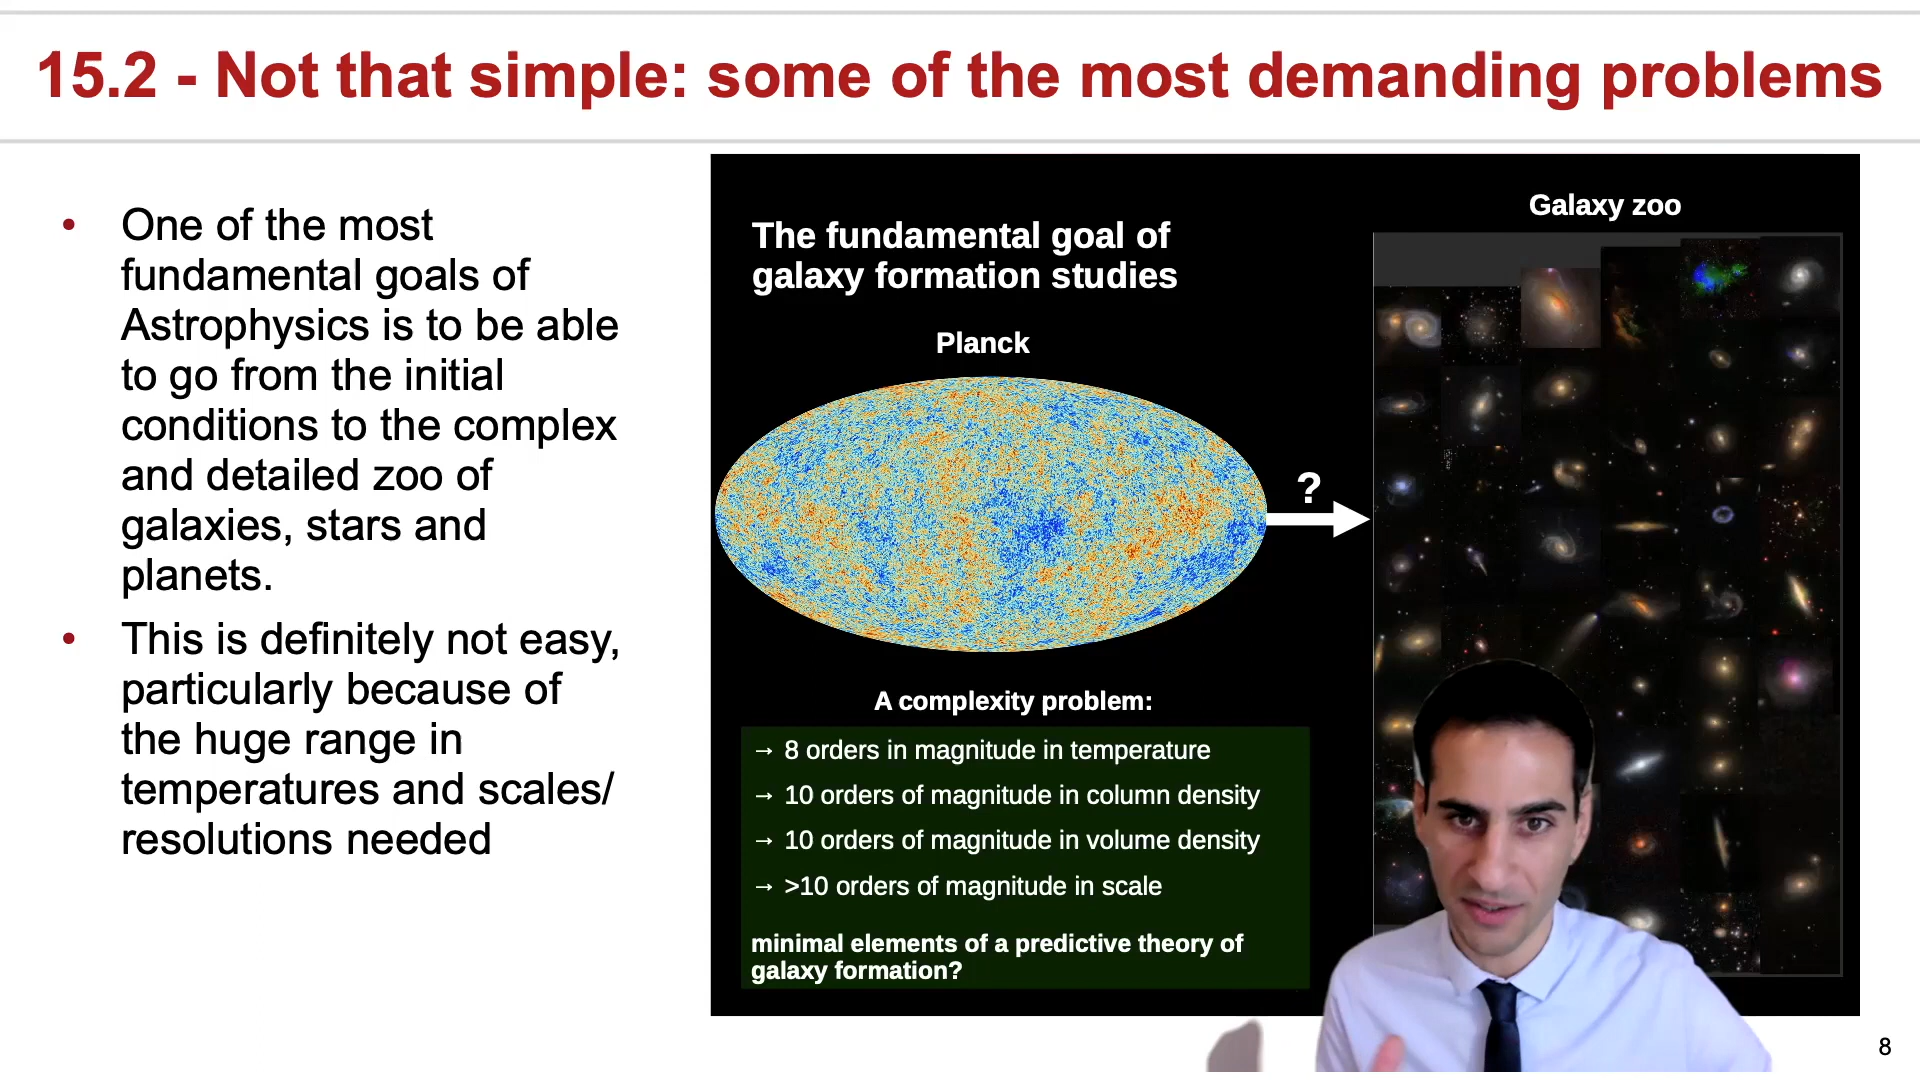 15.2 - Not that simple: some of the most demanding problems
• One of the most
fundamental goals of
Astrophysics is to be able
to go from the initial
conditions to the complex
and detailed zoo of
galaxies, stars and
planets.
• This is definitely not easy,
particularly because of
the huge range in
temperatures and scales/
resolutions needed
The fundamental goal of
galaxy formation studies
Planck
?
Galaxy zoo
A complexity problem:
→ 8 orders in magnitude in temperature
→ 10 orders of magnitude in column density
→ 10 orders of magnitude in volume density
→ >10 orders of magnitude in scale
minimal elements of a predictive theory of
galaxy formation?
8